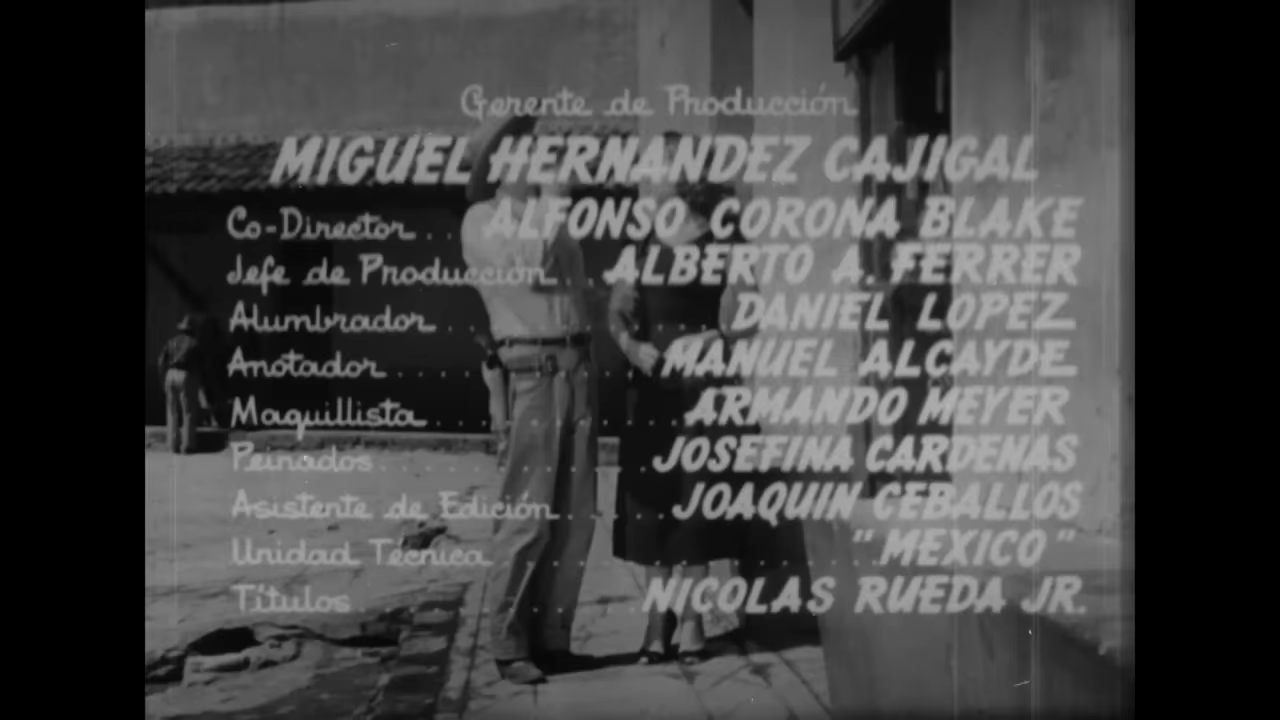 Gerente de Producción
MIGUEL HERNANDEZ CAJIGAL
Co-Director.. ALFONSO CORONA BLAKE
Jefe de Producción.. ALBERTO A. FERRER
Alumbrador............ DANIEL LOPEZ
Anotador............ MANUEL ALCAYDE
Maquillista........... ARMANDO MEYER
Peinados............ JOSEFINA CARDENAS
Asistente de Edición..... JOAQUIN CEBALLOS
Unidad Técnica................ "MEXICO"
Títulos............ NICOLAS RUEDA JR.